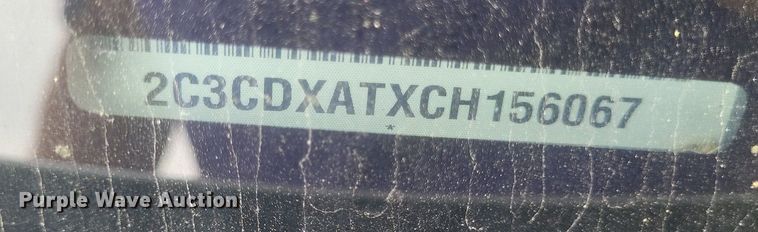 2C3CDXATXCH156067
*
Purple Wave Auction®